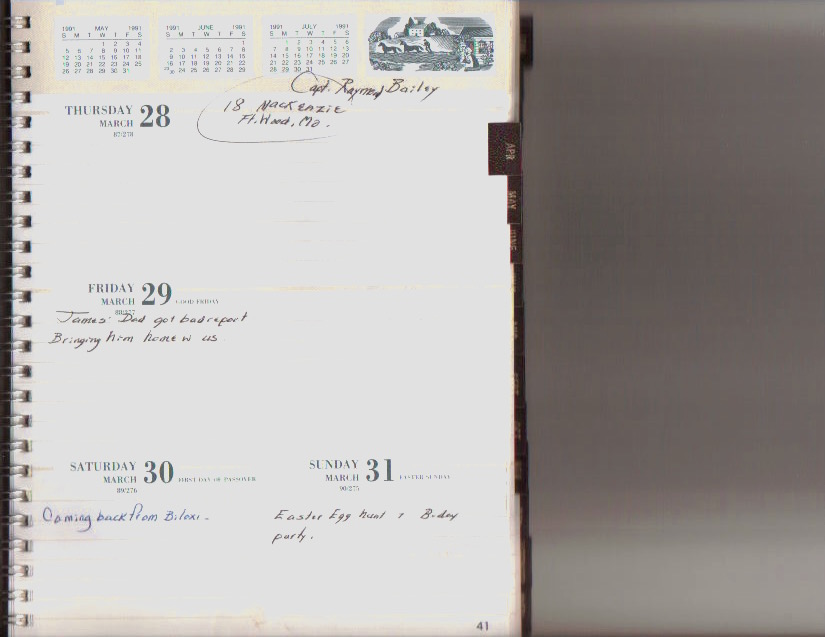 1991 MAY 1991
S M T W T F S
1 2 3 4
5 6 7 8 9 10 11
12 13 14 15 16 17 18
19 20 21 22 23 24 25
26 27 28 29 30 31
1991 JUNE 1991
S M T W T F S
1
2 3 4 5 6 7 8
9 10 11 12 13 14 15
16 17 18 19 20 21 22
23/30 24 25 26 27 28 29
1991 JULY 1991
S M T W T F S
1 2 3 4 5 6
7 8 9 10 11 12 13
14 15 16 17 18 19 20
21 22 23 24 25 26 27
28 29 30 31
Capt. Raymond Bailey
18 MacKenzie
Ft. Wood, Mo.
THURSDAY 28
MARCH
87/278
APR
MAY
JUNE
FRIDAY 29
MARCH GOOD FRIDAY
88/277
James' Dad got bad report
Bringing him home w us
SATURDAY 30
MARCH FIRST DAY OF PASSOVER
89/276
Coming back from Biloxi -
SUNDAY 31
MARCH EASTER SUNDAY
90/275
Easter Egg hunt & B-day
party.
41